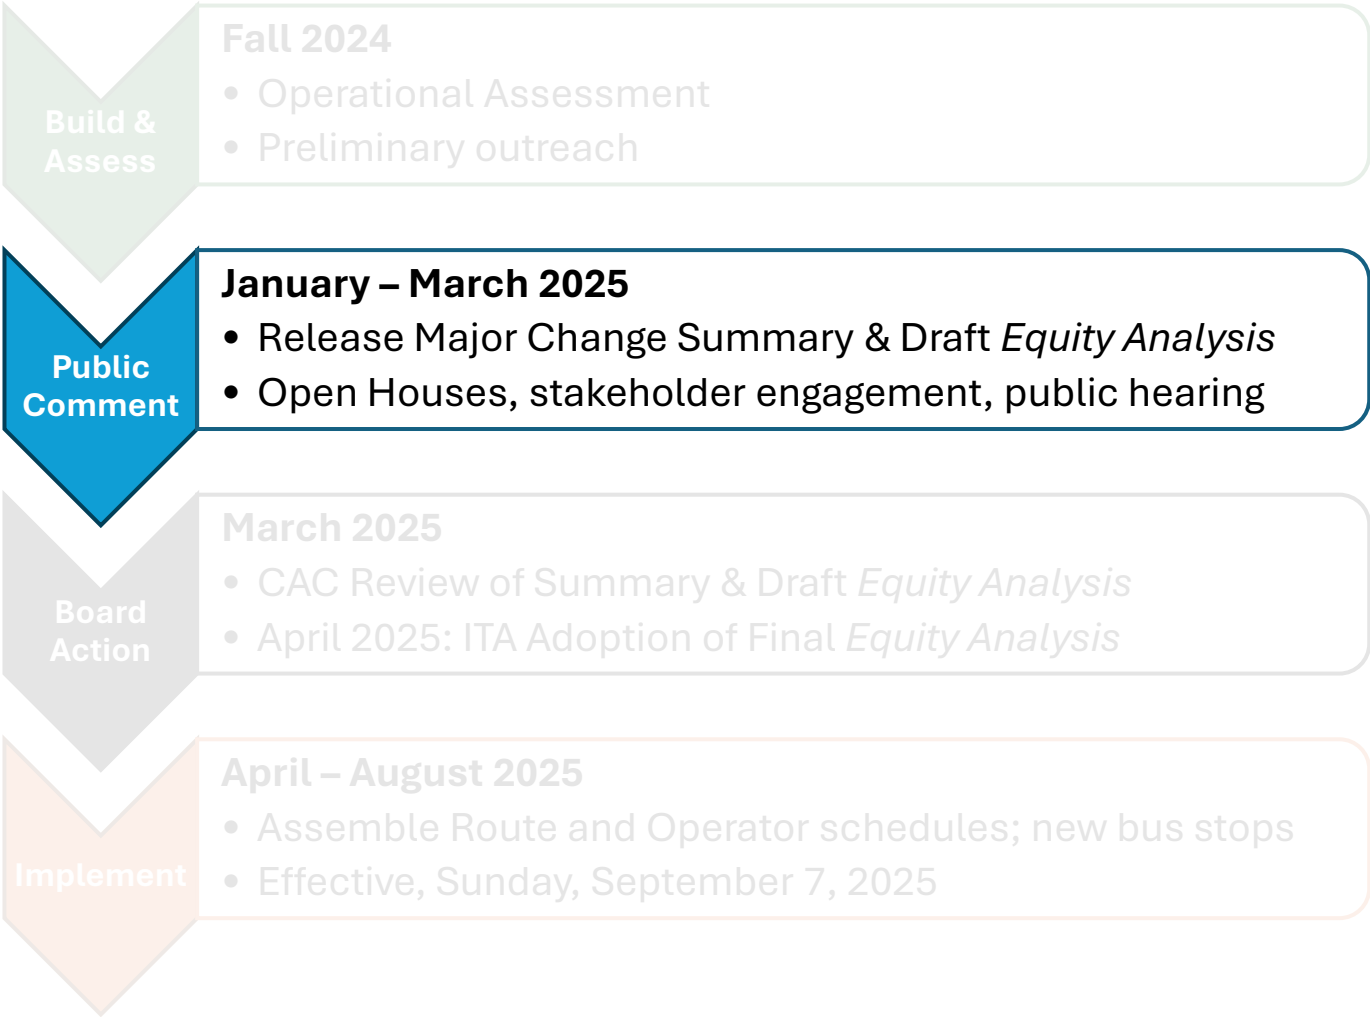 Build &
Assess
Fall 2024
• Operational Assessment
• Preliminary outreach
Public
Comment
January – March 2025
• Release Major Change Summary & Draft Equity Analysis
• Open Houses, stakeholder engagement, public hearing
Board
Action
March 2025
• CAC Review of Summary & Draft Equity Analysis
• April 2025: ITA Adoption of Final Equity Analysis
Implement
April – August 2025
• Assemble Route and Operator schedules; new bus stops
• Effective, Sunday, September 7, 2025